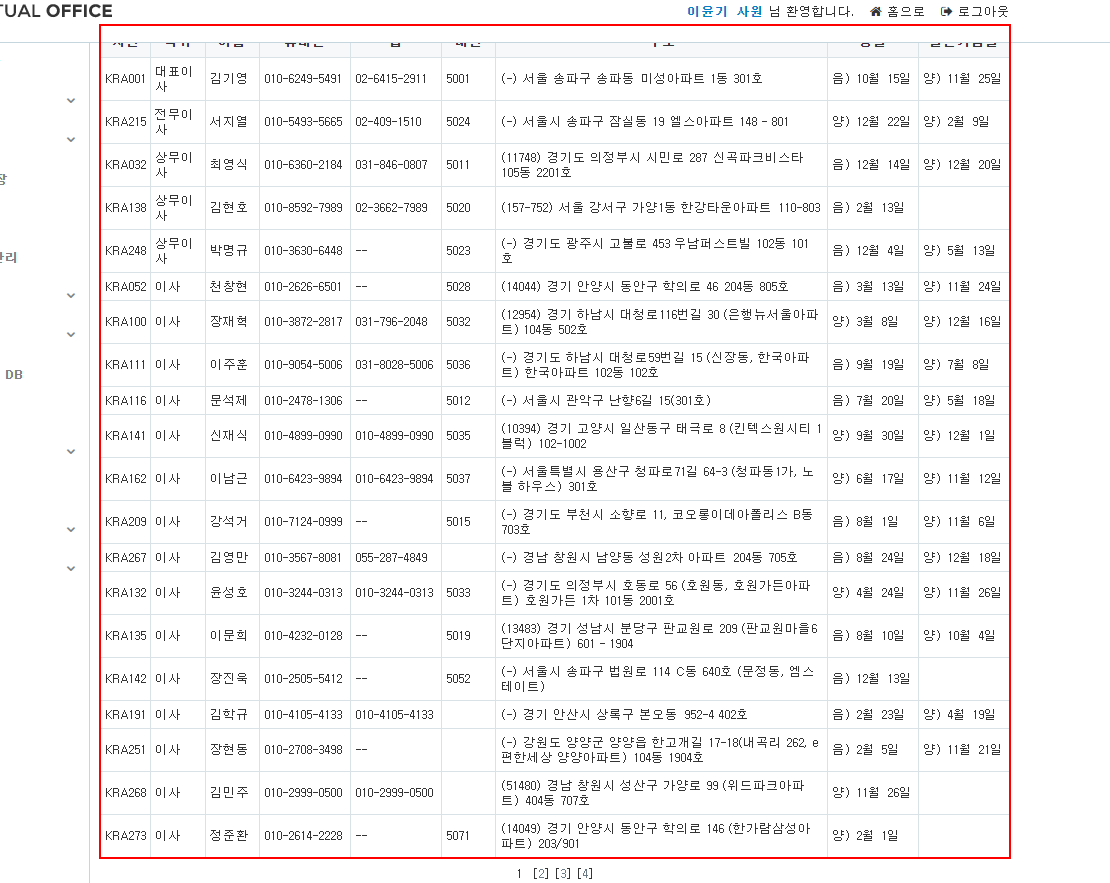 TUAL OFFICE
이윤기 사원 님 환영합니다. 홈으로 로그아웃
장
관리
DB
KRA001 대표이 김기영 010-6249-5491 02-6415-2911 5001 (-) 서울 송파구 송파동 미성아파트 1동 301호 음) 10월 15일 양) 11월 25일
사
KRA215 전무이 서지열 010-5493-5665 02-409-1510 5024 (-) 서울시 송파구 잠실동 19 엘스아파트 148 - 801 양) 12월 22일 양) 2월 9일
사
KRA032 상무이 최영식 010-6360-2184 031-846-0807 5011 (11748) 경기도 의정부시 시민로 287 신곡파크비스타 음) 12월 14일 양) 12월 20일
사 105동 2201호
KRA138 상무이 김현호 010-8592-7989 02-3662-7989 5020 (157-752) 서울 강서구 가양1동 한강타운아파트 110-803 음) 2월 13일
사
KRA248 상무이 박명규 010-3630-6448 -- 5023 (-) 경기도 광주시 고불로 453 우남퍼스트빌 102동 101 음) 12월 4일 양) 5월 13일
사 호
KRA052 이사 천창현 010-2626-6501 -- 5028 (14044) 경기 안양시 동안구 학의로 46 204동 805호 음) 3월 13일 양) 11월 24일
KRA100 이사 장재혁 010-3872-2817 031-796-2048 5032 (12954) 경기 하남시 대청로116번길 30 (은행뉴서울아파 양) 3월 8일 양) 12월 16일
트) 104동 502호
KRA111 이사 이주훈 010-9054-5006 031-8028-5006 5036 (-) 경기도 하남시 대청로59번길 15 (신장동, 한국아파 음) 9월 19일 양) 7월 8일
트) 한국아파트 102동 102호
KRA116 이사 문석제 010-2478-1306 -- 5012 (-) 서울시 관악구 난향6길 15(301호) 음) 7월 20일 양) 5월 18일
KRA141 이사 신재식 010-4899-0990 010-4899-0990 5035 (10394) 경기 고양시 일산동구 태극로 8 (킨텍스원시티 1 양) 9월 30일 양) 12월 1일
블럭) 102-1002
KRA162 이사 이남근 010-6423-9894 010-6423-9894 5037 (-) 서울특별시 용산구 청파로71길 64-3 (청파동1가, 노 양) 6월 17일 양) 11월 12일
블 하우스) 301호
KRA209 이사 강석거 010-7124-0999 -- 5015 (-) 경기도 부천시 소향로 11, 코오롱이데아폴리스 B동 음) 8월 1일 양) 11월 6일
703호
KRA267 이사 김영만 010-3567-8081 055-287-4849 (-) 경남 창원시 남양동 성원2차 아파트 204동 705호 음) 8월 24일 양) 12월 18일
KRA132 이사 윤성호 010-3244-0313 010-3244-0313 5033 (-) 경기도 의정부시 호동로 56 (호원동, 호원가든아파 양) 4월 24일 양) 11월 26일
트) 호원가든 1차 101동 2001호
KRA135 이사 이문희 010-4232-0128 -- 5019 (13483) 경기 성남시 분당구 판교원로 209 (판교원마을6 음) 8월 10일 양) 10월 4일
단지아파트) 601 - 1904
KRA142 이사 장진욱 010-2505-5412 -- 5052 (-) 서울시 송파구 법원로 114 C동 640호 (문정동, 엠스 음) 12월 13일
테이트)
KRA191 이사 김학규 010-4105-4133 010-4105-4133 (-) 경기 안산시 상록구 본오동 952-4 402호 음) 2월 23일 양) 4월 19일
KRA251 이사 장현동 010-2708-3498 -- (-) 강원도 양양군 양양읍 한고개길 17-18(내곡리 262, e 음) 2월 5일 양) 11월 21일
편한세상 양양아파트) 104동 1904호
KRA268 이사 김민주 010-2999-0500 010-2999-0500 (51480) 경남 창원시 성산구 가양로 99 (위드파크아파 양) 11월 26일
트) 404동 707호
KRA273 이사 정준환 010-2614-2228 -- 5071 (14049) 경기 안양시 동안구 학의로 146 (한가람삼성아 양) 2월 1일
파트) 203/901
1 [2] [3] [4]